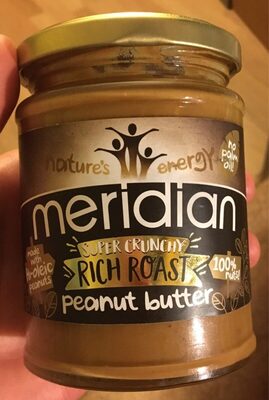 nature's energy
no
palm
oil
meridian
SUPER CRUNCHY
RICH ROAST
peanut butter
made
with
hi-oleic
peanuts
100%
nuts!